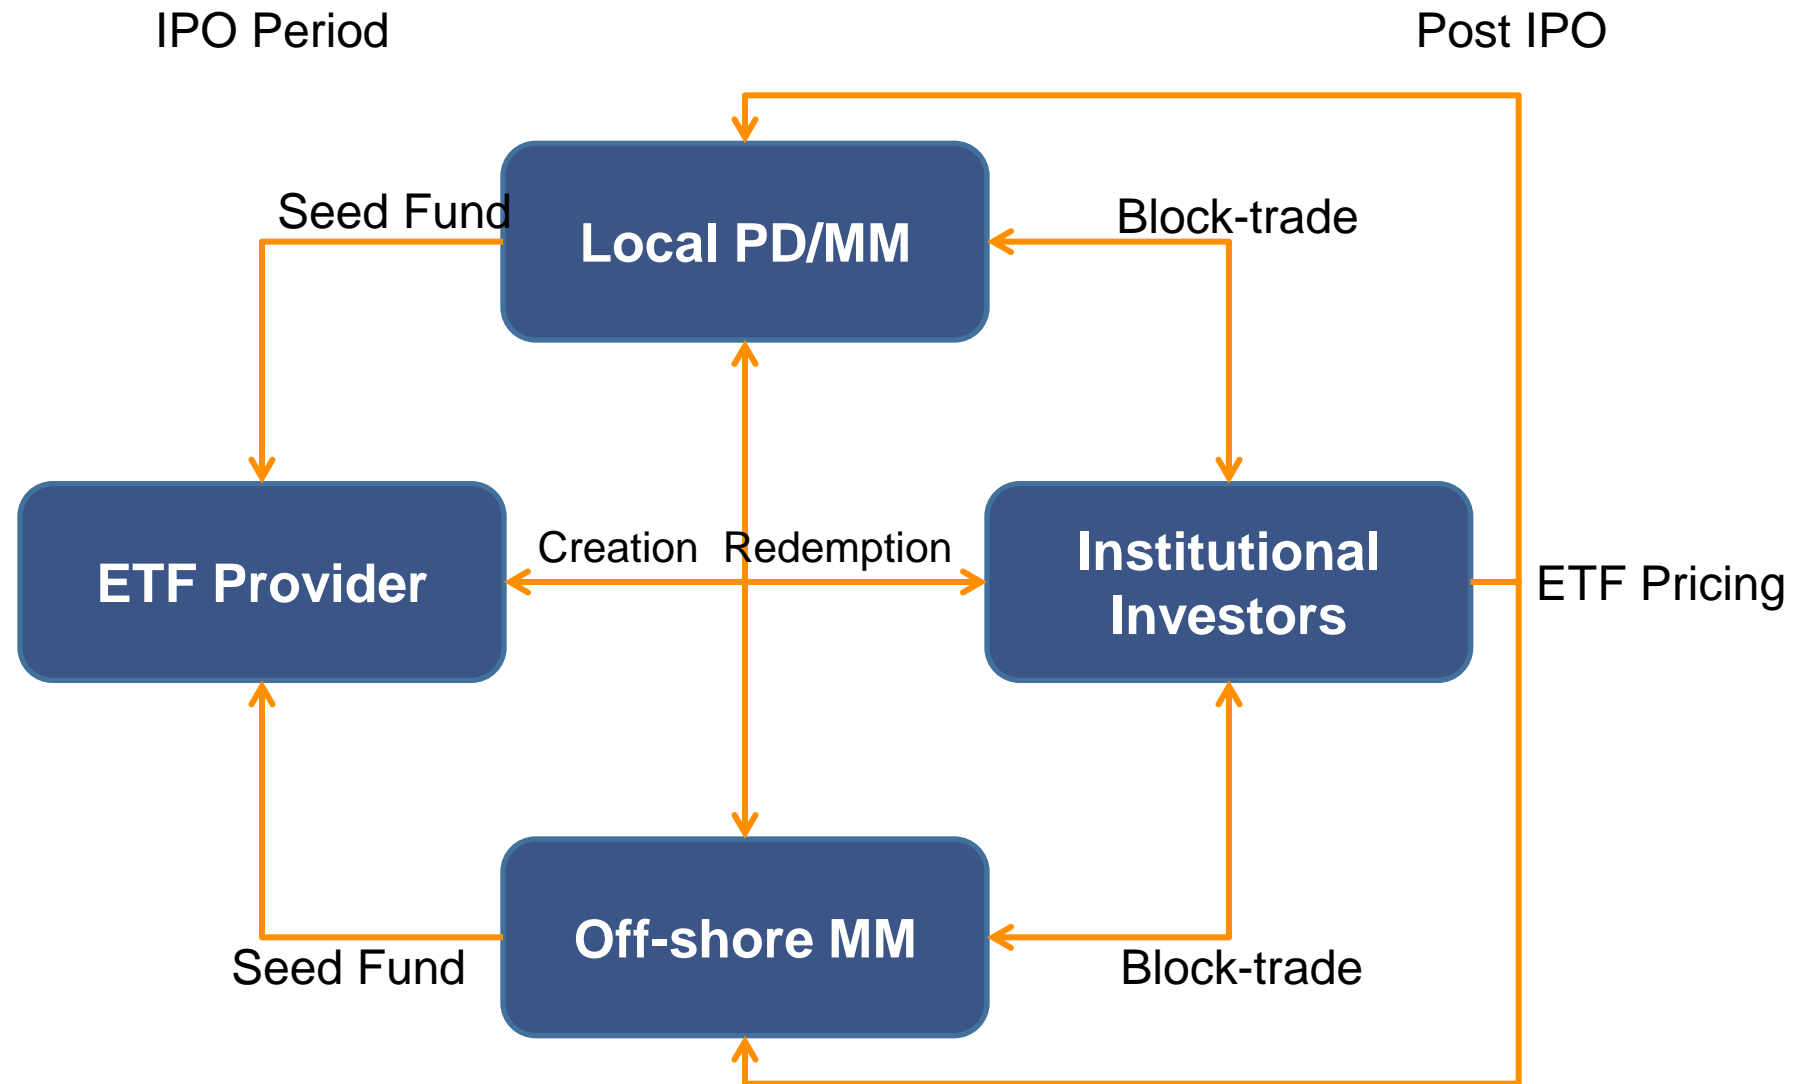 IPO Period
Post IPO
Seed Fund
Local PD/MM
Block-trade
ETF Provider
Creation Redemption
Institutional
Investors
ETF Pricing
Seed Fund
Off-shore MM
Block-trade